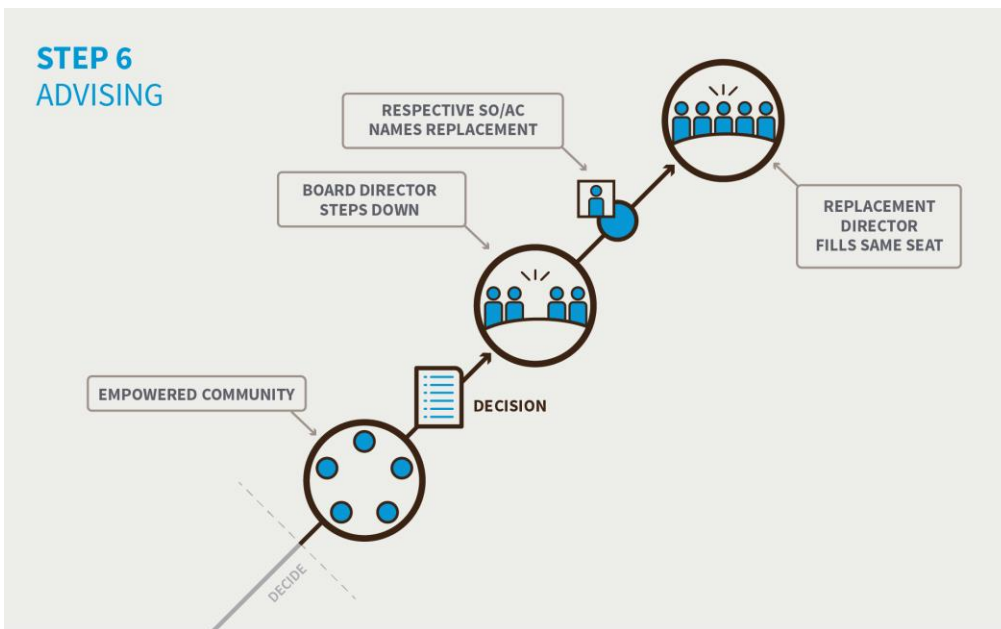 STEP 6
ADVISING
RESPECTIVE SO/AC
NAMES REPLACEMENT
BOARD DIRECTOR
STEPS DOWN
REPLACEMENT
DIRECTOR
FILLS SAME SEAT
EMPOWERED COMMUNITY
DECISION
DECIDE